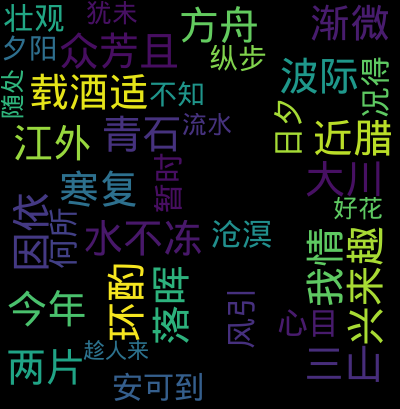 壮观
犹未
方舟
渐微
夕阳
众芳且
纵步
波际
况得
随处
载酒适
不知
日夕
近腊
江外
青石
流水
暂时
大川
寒复
好花
因依
何所
水不冻
沧溟
我情
兴来趣
环酌
落晖
今年
风引
心目
三山
两片
趁人来
安可到